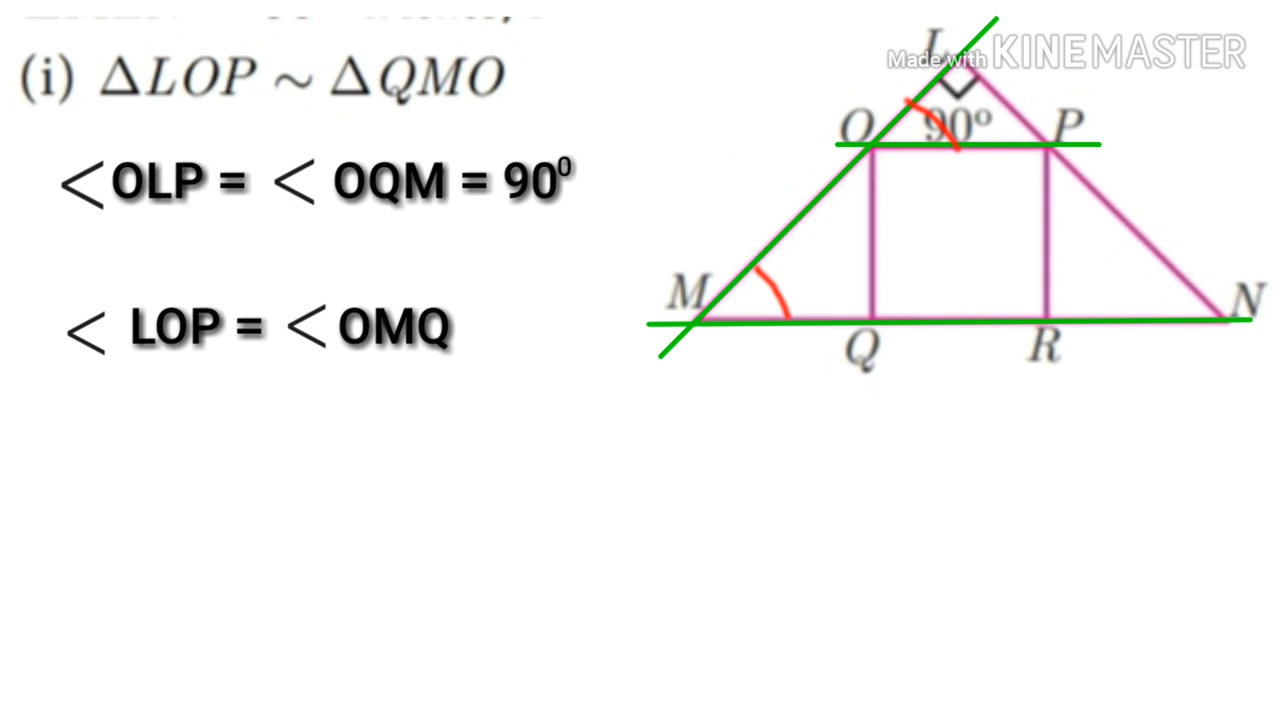 (i) ΔLOP ~ ΔQMO
<OLP = < OQM = 90⁰
< LOP = < OMQ
Made with KINEMASTER
L
O 90° P
M N
Q R